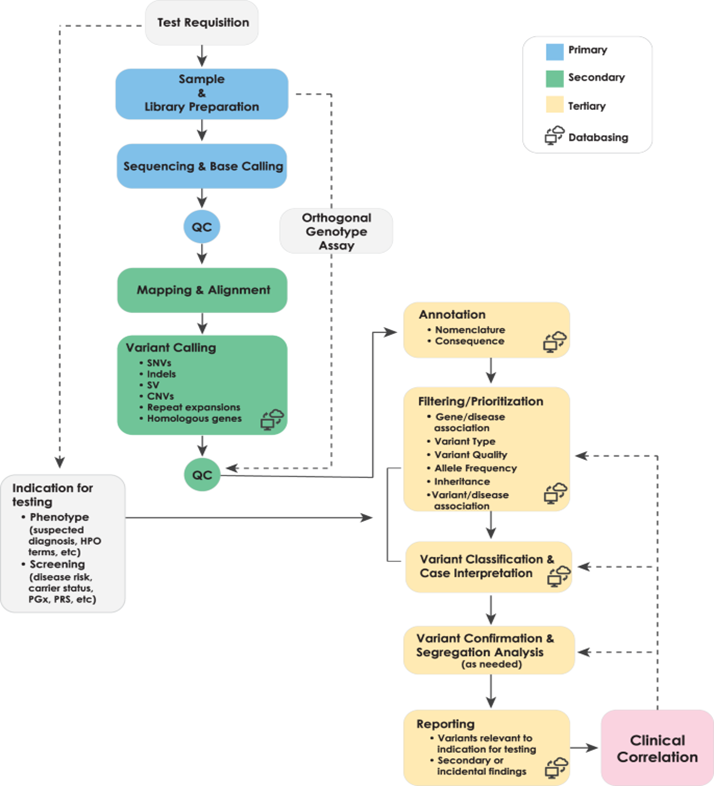 Test Requisition
Primary
Secondary
Tertiary
Databasing
Sample
&
Library Preparation
Sequencing & Base Calling
QC
Orthogonal
Genotype
Assay
Mapping & Alignment
Variant Calling
• SNVs
• Indels
• SV
• CNVs
• Repeat expansions
• Homologous genes
QC
Indication for
testing
• Phenotype
(suspected
diagnosis, HPO
terms, etc)
• Screening
(disease risk,
carrier status,
PGx, PRS, etc)
Annotation
• Nomenclature
• Consequence
Filtering/Prioritization
• Gene/disease
association
• Variant Type
• Variant Quality
• Allele Frequency
• Inheritance
• Variant/disease
association
Variant Classification &
Case Interpretation
Variant Confirmation &
Segregation Analysis
(as needed)
Reporting
• Variants relevant to
indication for testing
• Secondary or
incidental findings
Clinical
Correlation